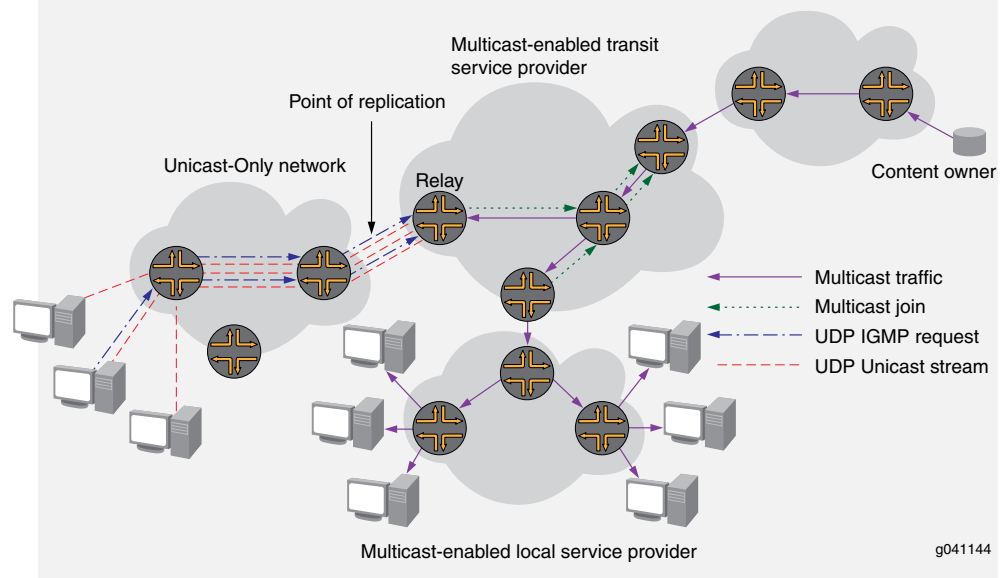 Multicast-enabled transit
service provider
Point of replication
Unicast-Only network
Relay
Content owner
Multicast traffic
Multicast join
UDP IGMP request
UDP Unicast stream
Multicast-enabled local service provider
g041144